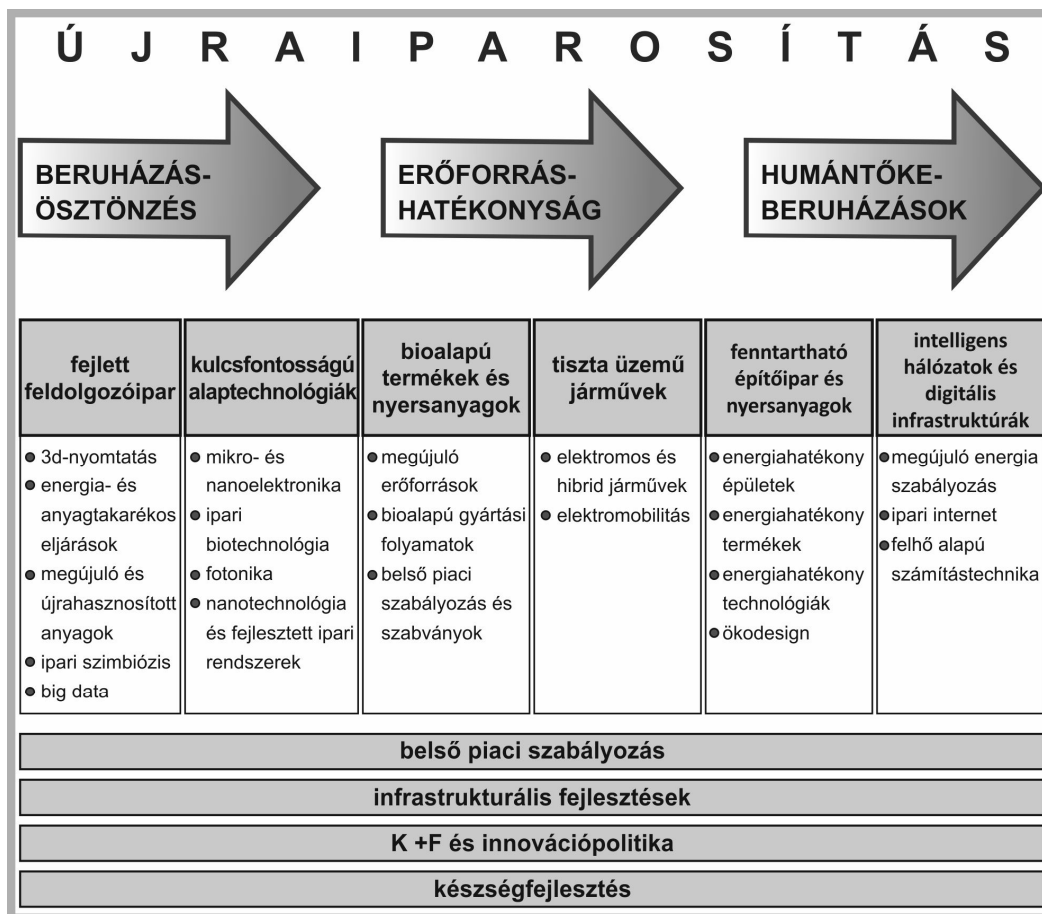 ÚJRAIPAROSÍTÁS
BERUHÁZÁS-
ÖSZTÖNZÉS
ERŐFORRÁS-
HATÉKONYSÁG
HUMÁNTŐKE-
BERUHÁZÁSOK
fejlett
feldolgozóipar
kulcsfontosságú
alaptechnológiák
bioalapú
termékek és
nyersanyagok
tiszta üzemű
járművek
fenntartható
építőipar és
nyersanyagok
intelligens
hálózatok és
digitális
infrastruktúrák
3d-nyomtatás
energia- és
anyagtakarékos
eljárások
megújuló és
újrahasznosított
anyagok
ipari szimbiózis
big data
mikro- és
nanoelektronika
ipari
biotechnológia
fotonika
nanotechnológia
és fejlesztett ipari
rendszerek
megújuló
erőforrások
bioalapú gyártási
folyamatok
belső piaci
szabályozás és
szabványok
elektromos és
hibrid járművek
elektromobilitás
energiahatékony
épületek
energiahatékony
termékek
energiahatékony
technológiák
ökodesign
megújuló energia
szabályozás
ipari internet
felhő alapú
számítástechnika
belső piaci szabályozás
infrastrukturális fejlesztések
K +F és innovációpolitika
készségfejlesztés